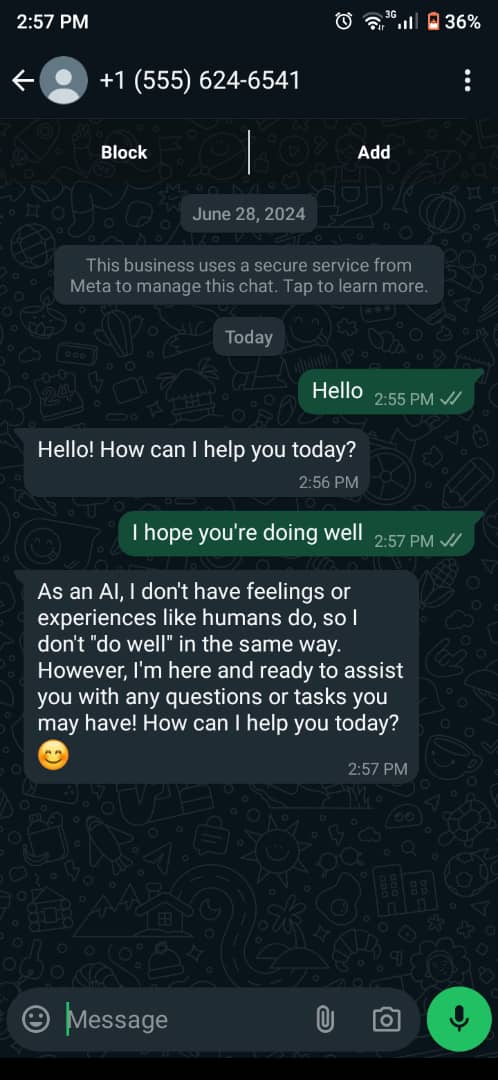 2:57 PM
3G
36%
+1 (555) 624-6541
Block
Add
June 28, 2024
This business uses a secure service from
Meta to manage this chat. Tap to learn more.
Today
Hello
2:55 PM
Hello! How can I help you today?
2:56 PM
I hope you're doing well
2:57 PM
As an AI, I don't have feelings or
experiences like humans do, so I
don't "do well" in the same way.
However, I'm here and ready to assist
you with any questions or tasks you
may have! How can I help you today?
😊
2:57 PM
Message